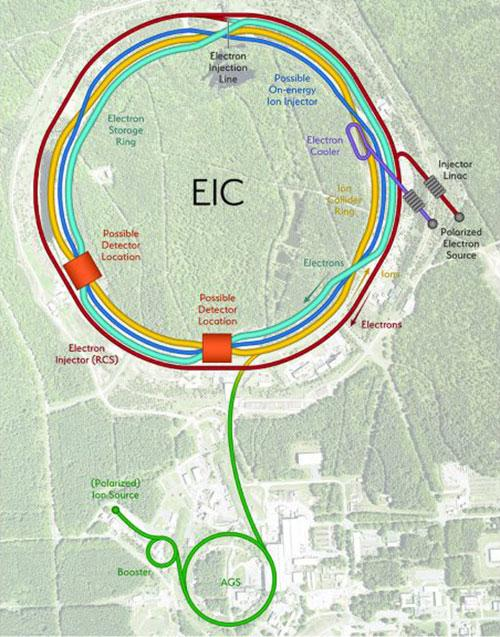 Electron
Injection
Line
Possible
On-energy
Ion Injector
Electron
Storage
Ring
Electron
Cooler
Injector
Linac
EIC
Ion
Collider
Ring
Polarized
Electron
Source
Possible
Detector
Location
Electrons
Ions
Possible
Detector
Location
Electrons
Electron
Injector (RCS)
(Polarized)
Ion Source
Booster
AGS